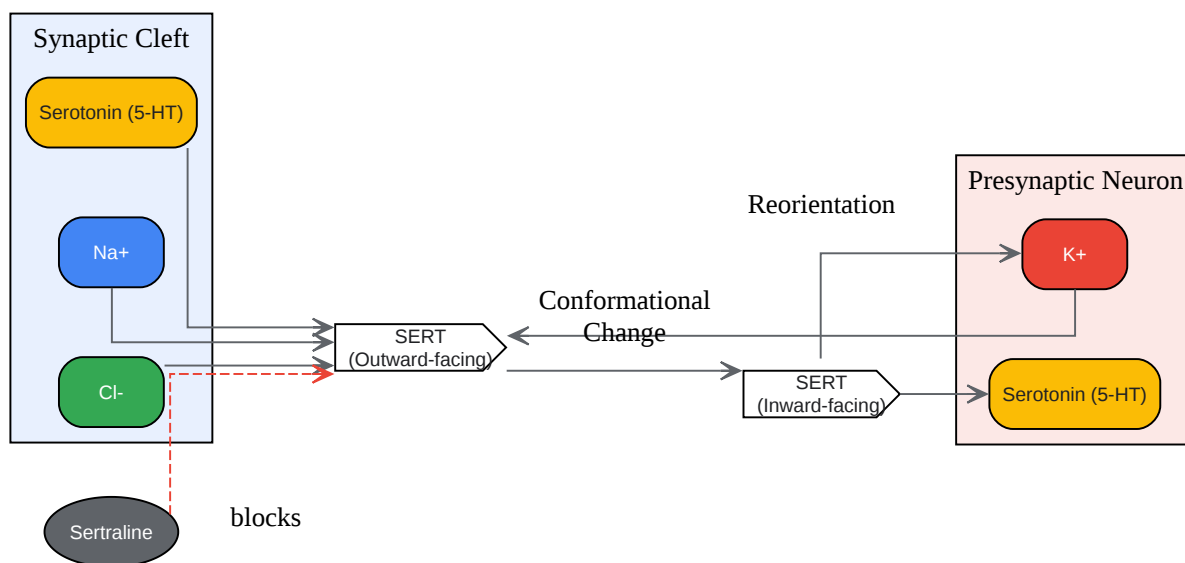 Synaptic Cleft
Serotonin (5-HT)
Na+
Cl-
Sertraline
blocks
SERT
(Outward-facing)
Conformational
Change
Reorientation
SERT
(Inward-facing)
Presynaptic Neuron
K+
Serotonin (5-HT)